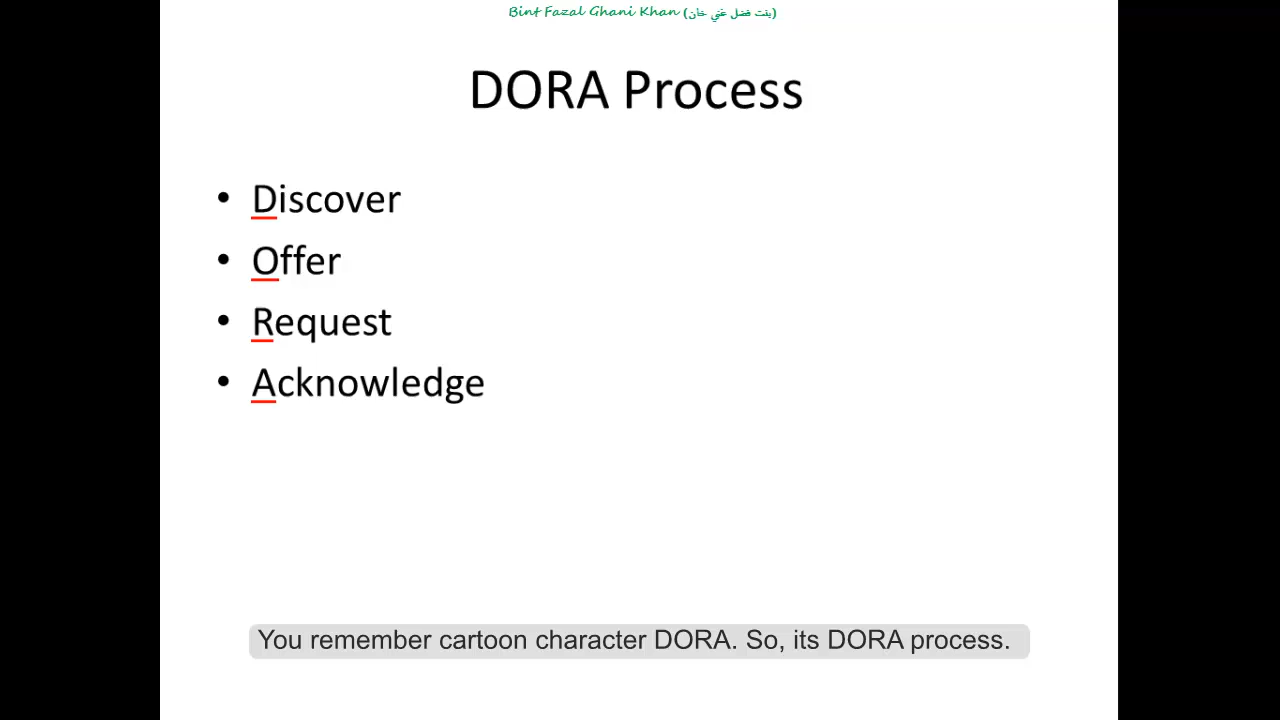 Bint Fazal Ghani Khan (بنت فضل غني خان)
DORA Process
• Discover
• Offer
• Request
• Acknowledge
You remember cartoon character DORA. So, its DORA process.